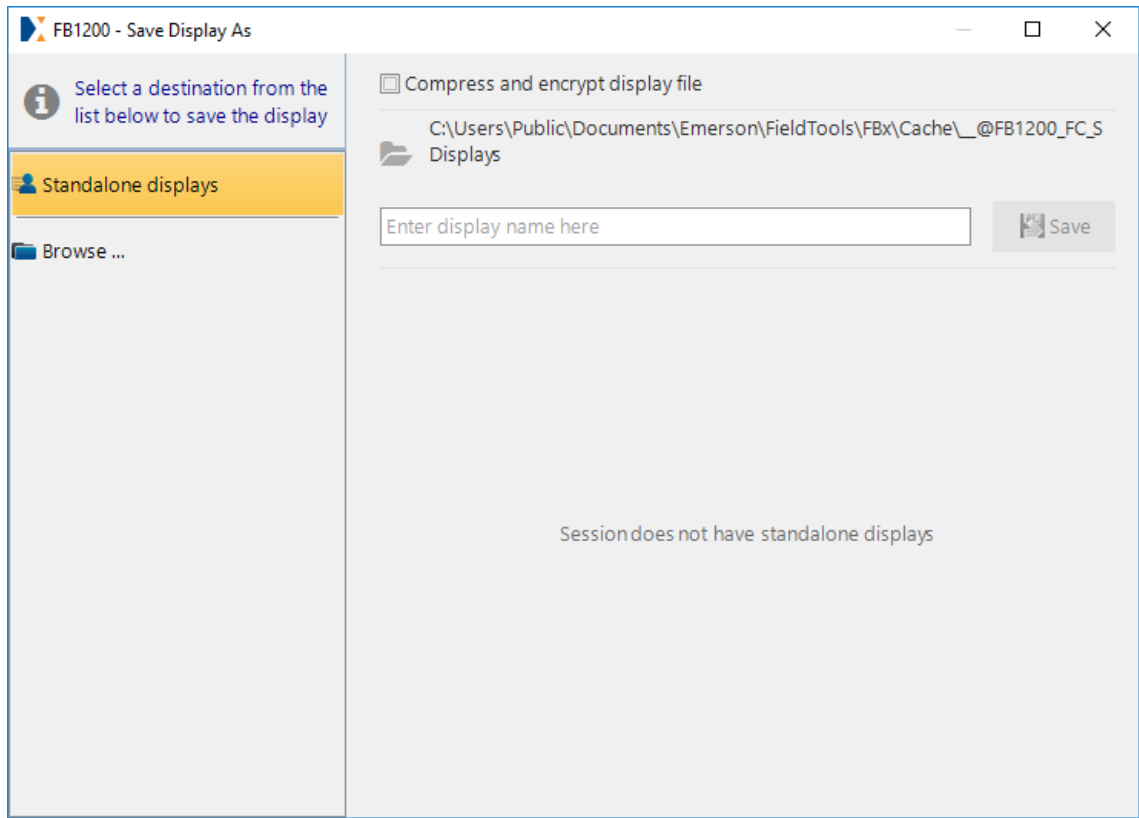 FB1200 - Save Display As
Select a destination from the
list below to save the display
Standalone displays
Browse ...
Compress and encrypt display file
C:\Users\Public\Documents\Emerson\FieldTools\FBx\Cache\__@FB1200_FC_S
Displays
Enter display name here
Save
Session does not have standalone displays